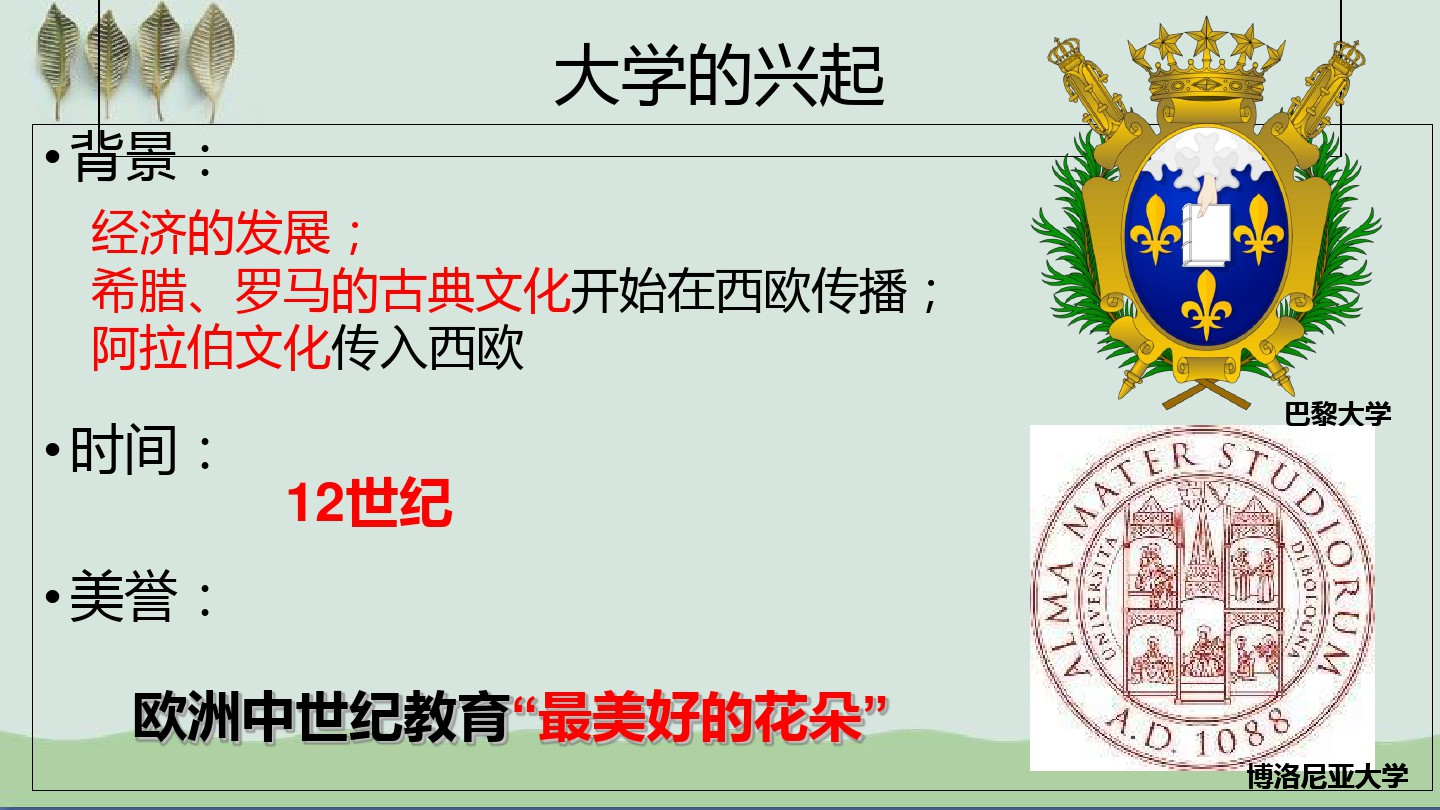 大学的兴起
•背景：
经济的发展；
希腊、罗马的古典文化开始在西欧传播；
阿拉伯文化传入西欧
•时间：
12世纪
•美誉：
欧洲中世纪教育“最美好的花朵”
巴黎大学
ALMA MATER STUDIORUM
UNIVERSITA DI BOLOGNA
A.D. 1088
博洛尼亚大学